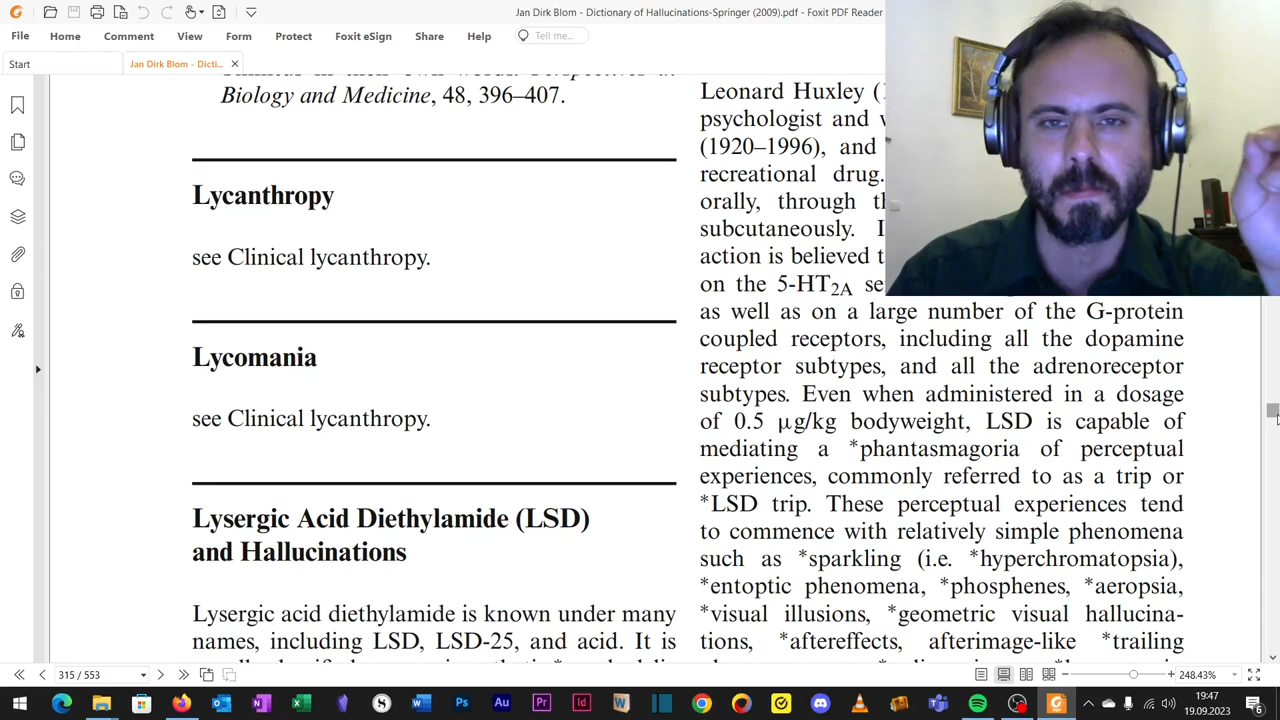 Jan Dirk Blom - Dictionary of Hallucinations-Springer (2009).pdf - Foxit PDF Reader
File Home Comment View Form Protect Foxit eSign Share Help Tell me...
Start Jan Dirk Blom - Dicti...
Biology and Medicine, 48, 396–407.
Lycanthropy
see Clinical lycanthropy.
Lycomania
see Clinical lycanthropy.
Lysergic Acid Diethylamide (LSD)
and Hallucinations
Lysergic acid diethylamide is known under many
names, including LSD, LSD-25, and acid. It is
Leonard Huxley (
psychologist and
(1920–1996), and
recreational drug.
orally, through
subcutaneously.
action is believed
on the 5-HT2A
as well as on a large number of the G-protein
coupled receptors, including all the dopamine
receptor subtypes, and all the adrenoreceptor
subtypes. Even when administered in a dosage
of 0.5 μg/kg bodyweight, LSD is capable of
mediating a *phantasmagoria of perceptual
experiences, commonly referred to as a trip or
*LSD trip. These perceptual experiences tend
to commence with relatively simple phenomena
such as *sparkling (i.e. *hyperchromatopsia),
*entoptic phenomena, *phosphenes, *aeropsia,
*visual illusions, *geometric visual hallucina-
tions, *aftereffects, afterimage-like *trailing
315 / 553
248.43%
19:47
19.09.2023
6